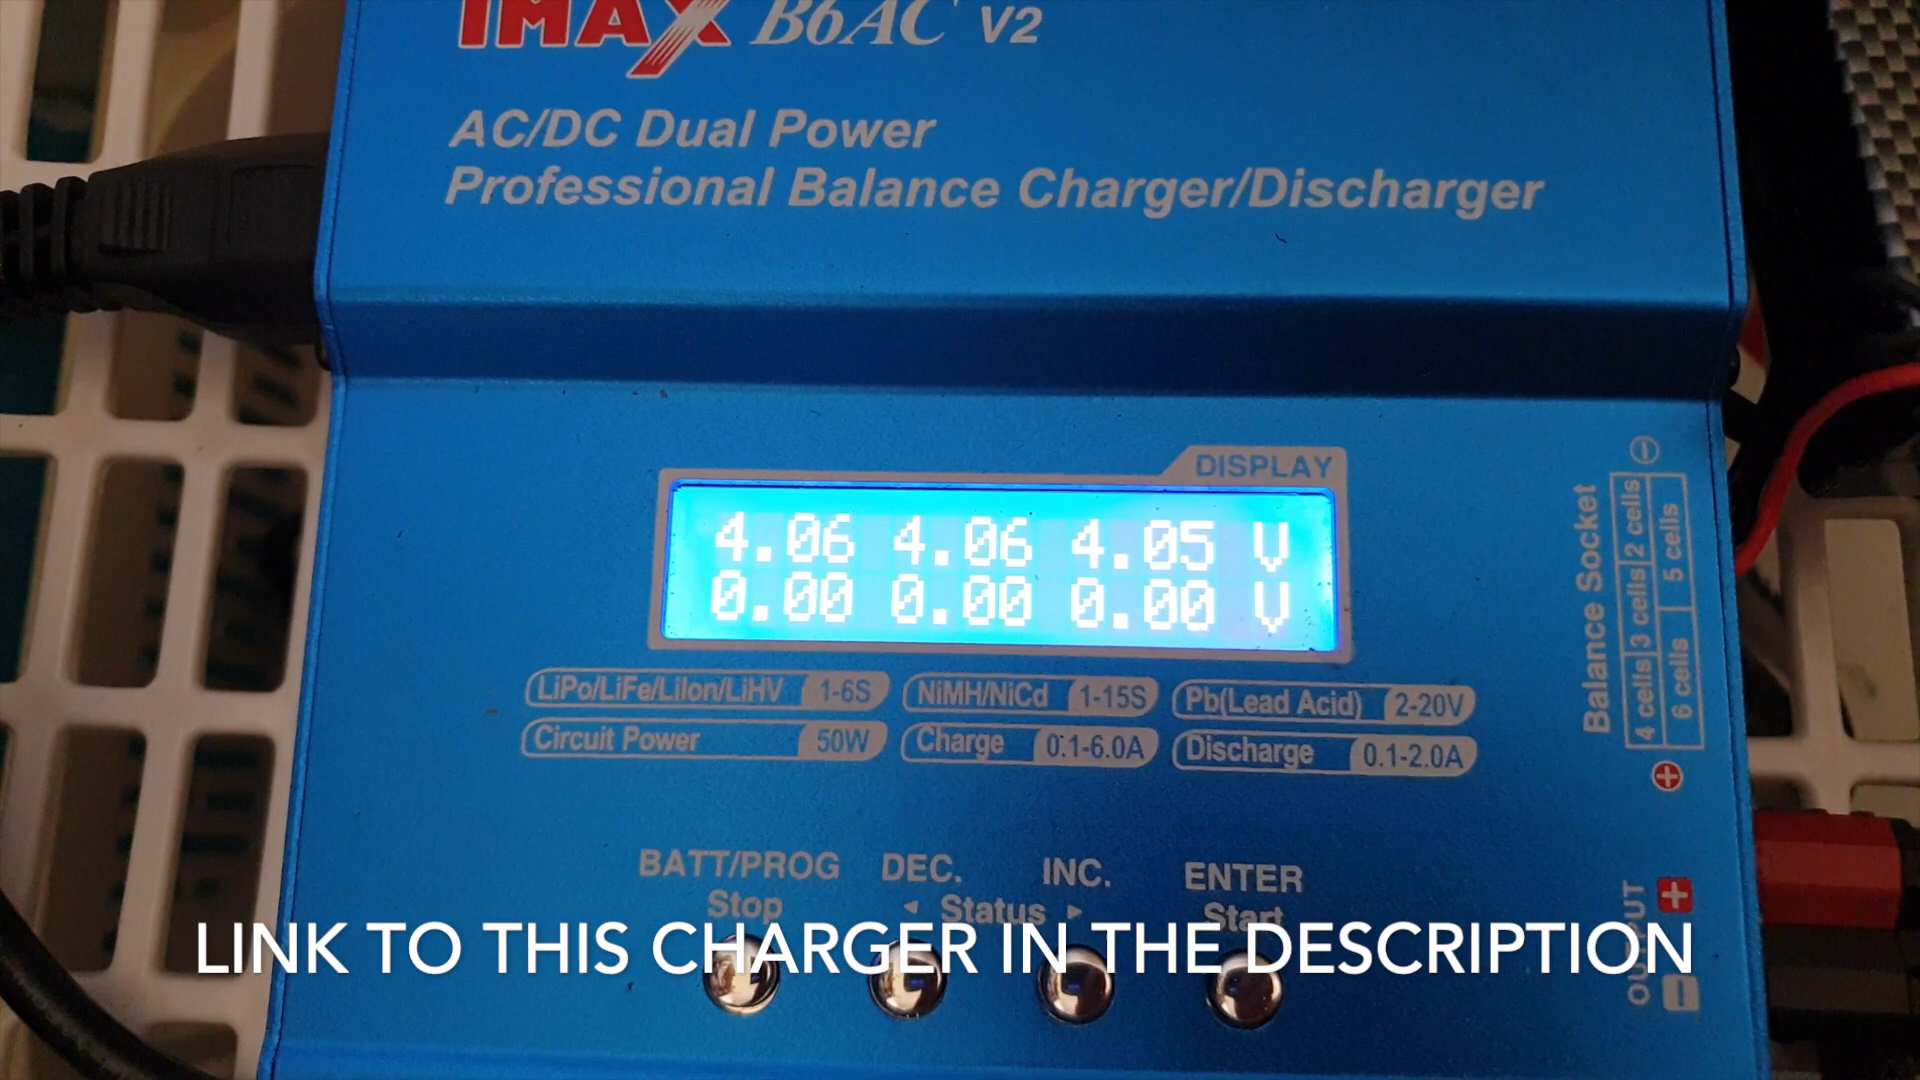 IMAX B6AC V2
AC/DC Dual Power
Professional Balance Charger/Discharger
DISPLAY
4.06 4.06 4.05 V
0.00 0.00 0.00 V
LiPo/LiFe/LiIon/LiHV 1-6S
NiMH/NiCd 1-15S
Pb(Lead Acid) 2-20V
Circuit Power 50W
Charge 0.1-6.0A
Discharge 0.1-2.0A
Balance Socket
4 cells 3 cells 2 cells
6 cells 5 cells
BATT/PROG DEC. INC. ENTER
Stop ◄ Status ► Start
OUTPUT
LINK TO THIS CHARGER IN THE DESCRIPTION